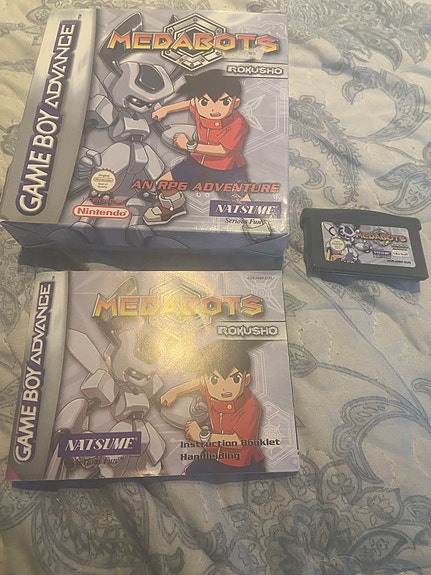 GAME BOY ADVANCE
MEDABOTS
ROKUSHO
AN RPG ADVENTURE
Nintendo
NATSUME
Serious Fun
MEDABOTS
GAME BOY ADVANCE
MEDABOTS
ROKUSHO
NATSUME
Serious Fun
Instruction Booklet
Handleiding